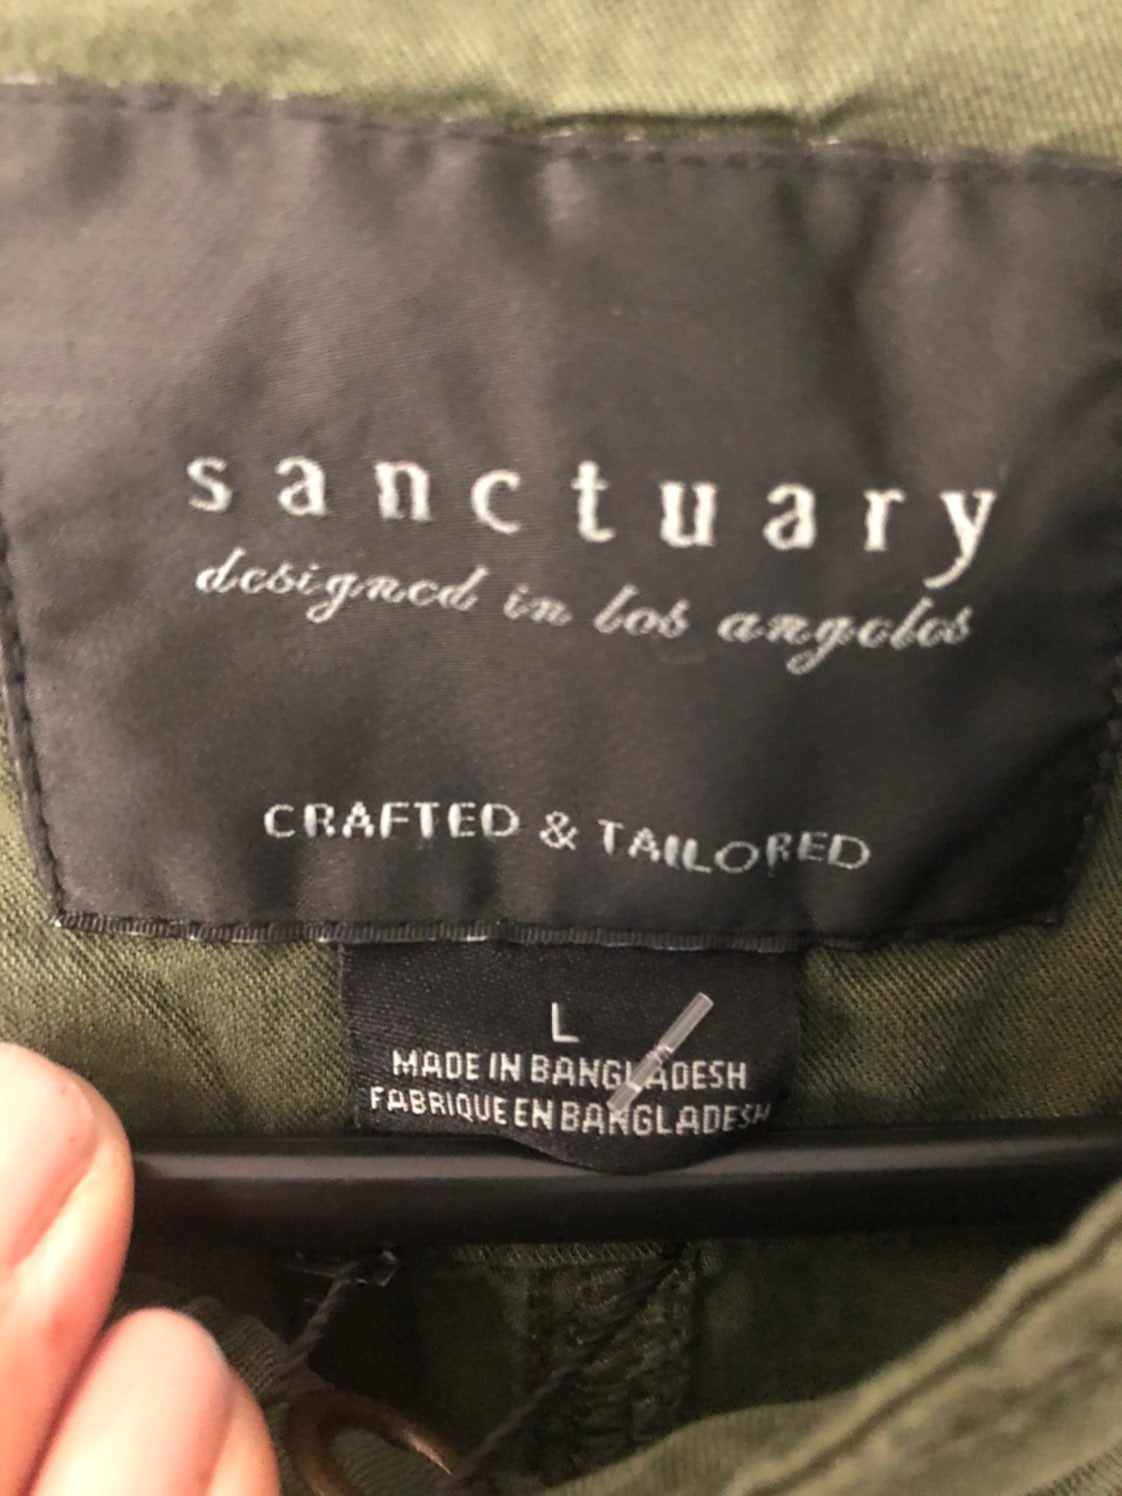 sanctuary
designed in los angeles
CRAFTED & TAILORED
L
MADE IN BANGLADESH
FABRIQUE EN BANGLADESH